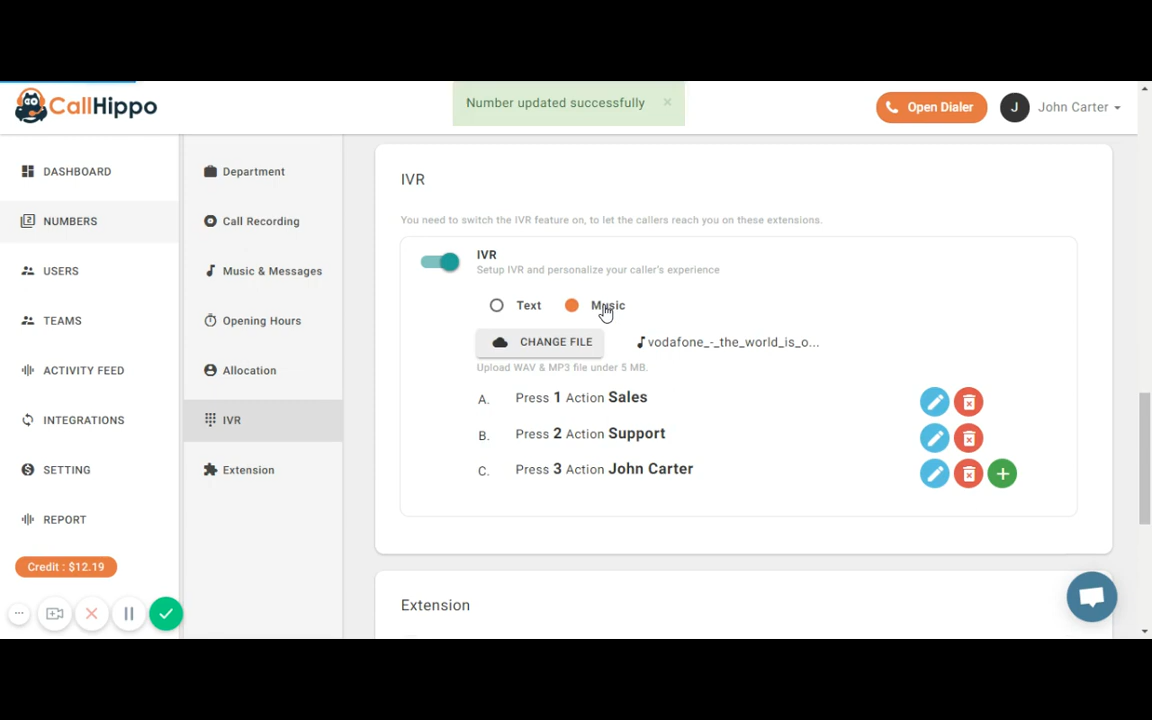 CallHippo
Number updated successfully ×
Open Dialer
J John Carter
DASHBOARD
NUMBERS
USERS
TEAMS
ACTIVITY FEED
INTEGRATIONS
SETTING
REPORT
Credit : $12.19
Department
Call Recording
Music & Messages
Opening Hours
Allocation
IVR
Extension
IVR
You need to switch the IVR feature on, to let the callers reach you on these extensions.
IVR
Setup IVR and personalize your caller's experience
Text Music
CHANGE FILE vodafone_-_the_world_is_o...
Upload WAV & MP3 file under 5 MB.
A. Press 1 Action Sales
B. Press 2 Action Support
C. Press 3 Action John Carter
Extension